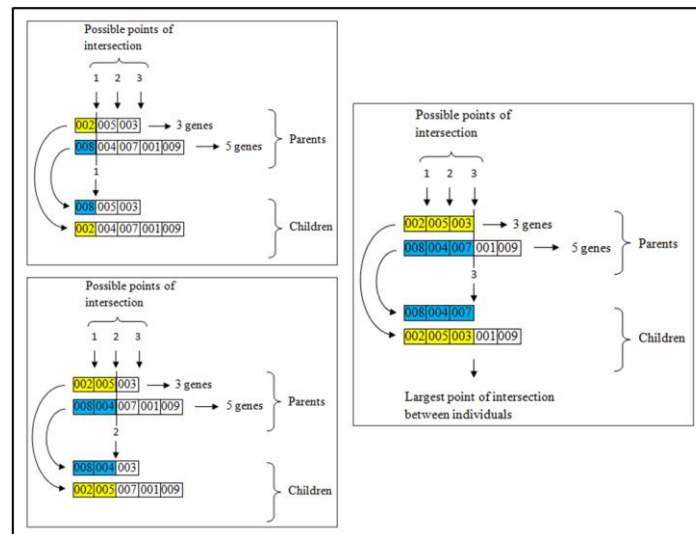 Possible points of
intersection
1 2 3
002 005 003 3 genes
008 004 007 001 009 5 genes
Parents
1
008 005 003
002 004 007 001 009
Children
Possible points of
intersection
1 2 3
002 005 003 3 genes
008 004 007 001 009 5 genes
Parents
2
008 004 003
002 005 007 001 009
Children
Possible points of
intersection
1 2 3
002 005 003 3 genes
008 004 007 001 009 5 genes
Parents
3
008 004 007
002 005 003 001 009
Children
Largest point of intersection
between individuals